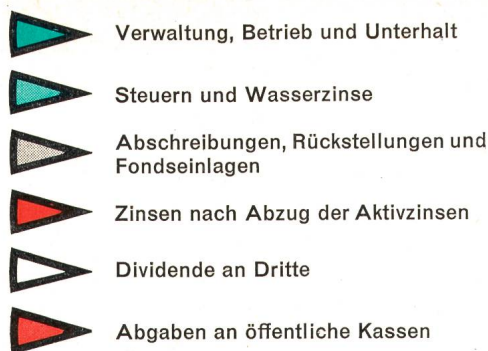 Verwaltung, Betrieb und Unterhalt
Steuern und Wasserzinse
Abschreibungen, Rückstellungen und
Fondseinlagen
Zinsen nach Abzug der Aktivzinsen
Dividende an Dritte
Abgaben an öffentliche Kassen